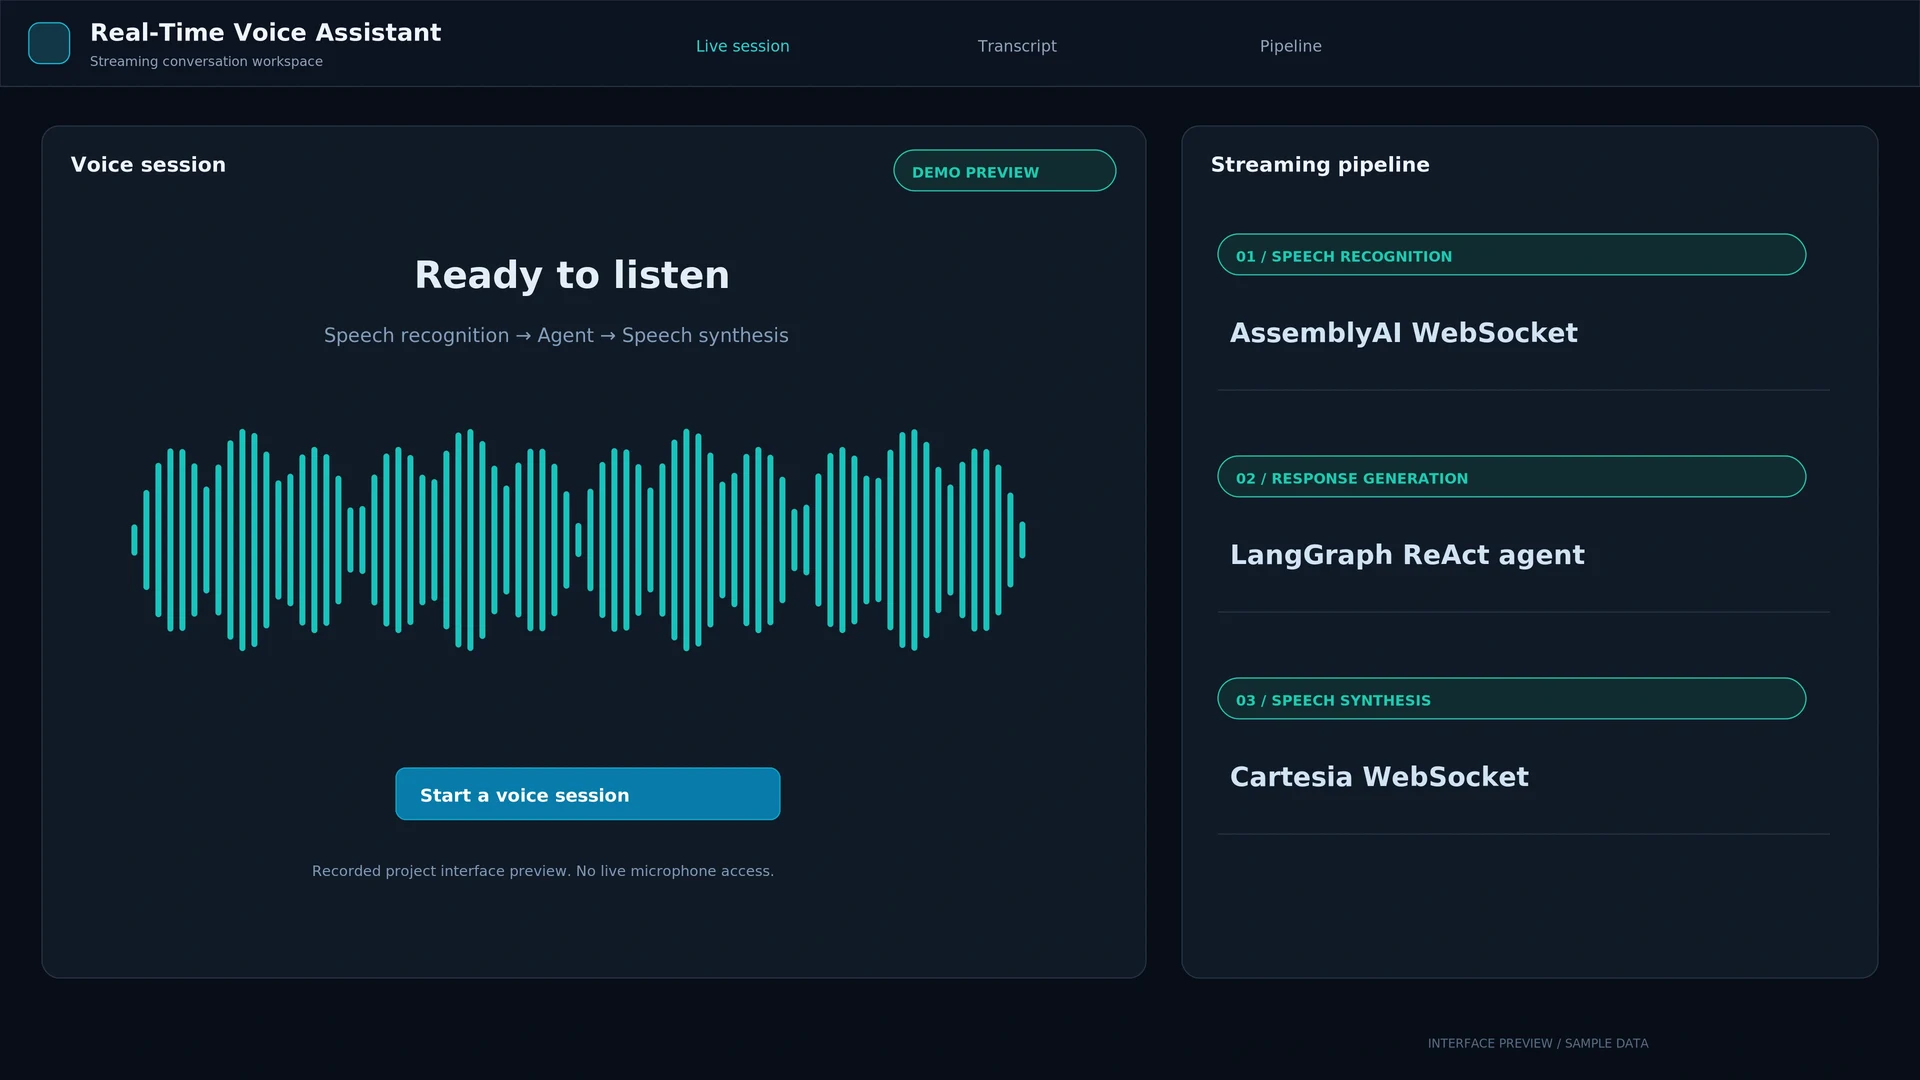 Real-Time Voice Assistant
Streaming conversation workspace
Live session
Transcript
Pipeline
Voice session
DEMO PREVIEW
Ready to listen
Speech recognition → Agent → Speech synthesis
Start a voice session
Recorded project interface preview. No live microphone access.
Streaming pipeline
01 / SPEECH RECOGNITION
AssemblyAI WebSocket
02 / RESPONSE GENERATION
LangGraph ReAct agent
03 / SPEECH SYNTHESIS
Cartesia WebSocket
INTERFACE PREVIEW / SAMPLE DATA